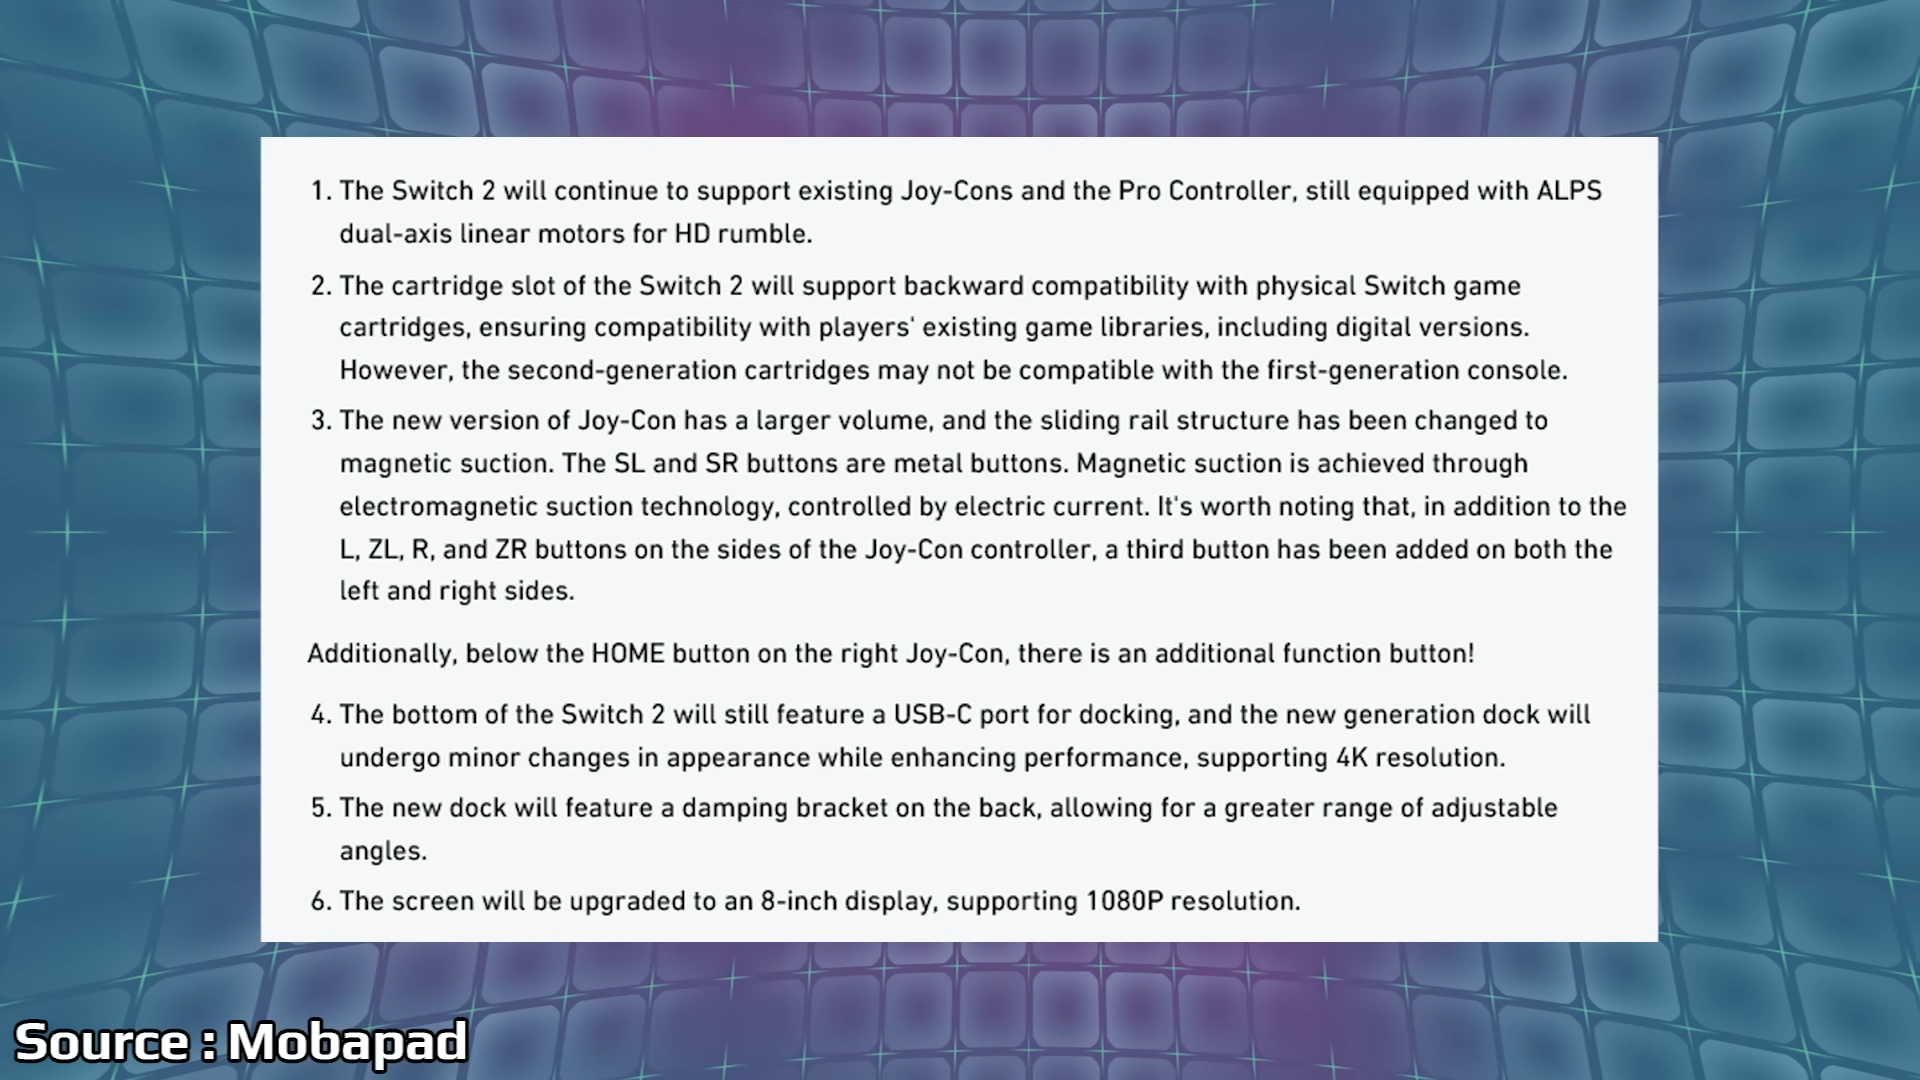 1. The Switch 2 will continue to support existing Joy-Cons and the Pro Controller, still equipped with ALPS
dual-axis linear motors for HD rumble.
2. The cartridge slot of the Switch 2 will support backward compatibility with physical Switch game
cartridges, ensuring compatibility with players' existing game libraries, including digital versions.
However, the second-generation cartridges may not be compatible with the first-generation console.
3. The new version of Joy-Con has a larger volume, and the sliding rail structure has been changed to
magnetic suction. The SL and SR buttons are metal buttons. Magnetic suction is achieved through
electromagnetic suction technology, controlled by electric current. It's worth noting that, in addition to the
L, ZL, R, and ZR buttons on the sides of the Joy-Con controller, a third button has been added on both the
left and right sides.
Additionally, below the HOME button on the right Joy-Con, there is an additional function button!
4. The bottom of the Switch 2 will still feature a USB-C port for docking, and the new generation dock will
undergo minor changes in appearance while enhancing performance, supporting 4K resolution.
5. The new dock will feature a damping bracket on the back, allowing for a greater range of adjustable
angles.
6. The screen will be upgraded to an 8-inch display, supporting 1080P resolution.
Source : Mobapad